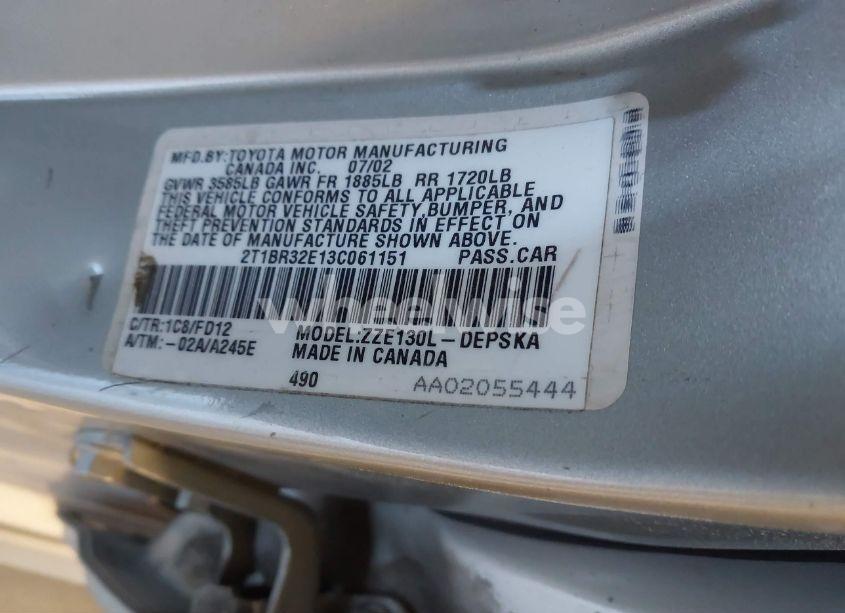 MFD.BY:TOYOTA MOTOR MANUFACTURING
CANADA INC. 07/02
GVWR 3585LB GAWR FR 1885LB RR 1720LB
THIS VEHICLE CONFORMS TO ALL APPLICABLE
FEDERAL MOTOR VEHICLE SAFETY,BUMPER, AND
THEFT PREVENTION STANDARDS IN EFFECT ON
THE DATE OF MANUFACTURE SHOWN ABOVE.
2T1BR32E13C061151 PASS.CAR
wheelwise
C/TR:1C8/FD12 MODEL:ZZE130L-DEPSKA
A/TM:-02A/A245E MADE IN CANADA
490 AA02055444